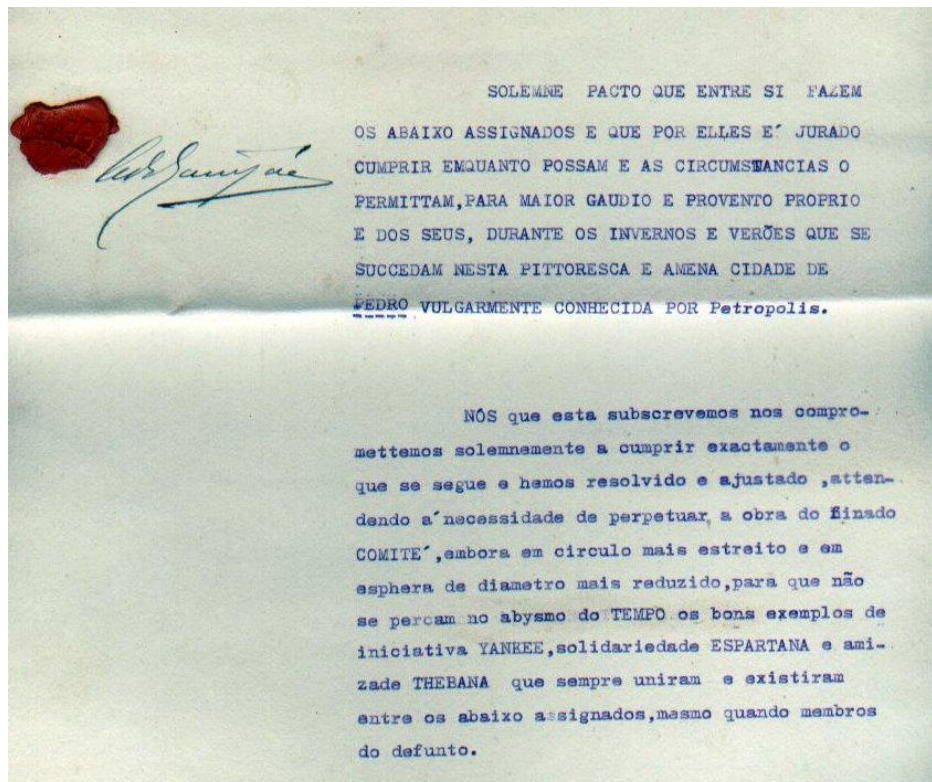 SOLEMNE PACTO QUE ENTRE SI FAZEM
OS ABAIXO ASSIGNADOS E QUE POR ELLES E´ JURADO
CUMPRIR EMQUANTO POSSAM E AS CIRCUMSTANCIAS O
PERMITTAM,PARA MAIOR GAUDIO E PROVENTO PROPRIO
E DOS SEUS, DURANTE OS INVERNOS E VERÕES QUE SE
SUCCEDAM NESTA PITTORESCA E AMENA CIDADE DE
PEDRO VULGARMENTE CONHECIDA POR Petropolis.
NÓS que esta subscrevemos nos compro-
mettemos solemnemente a cumprir exactamente o
que se segue e hemos resolvido e ajustado ,atten-
dendo a´necessidade de perpetuar a obra do finado
COMITE´,embora em circulo mais estreito e em
esphera de diametro mais reduzido,para que não
se percam no abysmo do TEMPO os bons exemplos de
iniciativa YANKEE,solidariedade ESPARTANA e ami-
zade THEBANA que sempre uniram e existiram
entre os abaixo assignados,mesmo quando membros
do defunto.